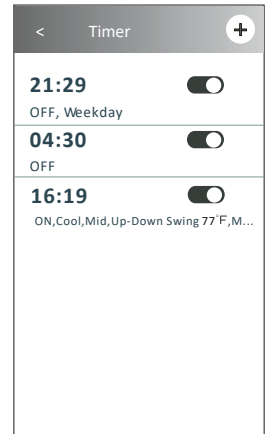 < Timer +
21:29
OFF, Weekday
04:30
OFF
16:19
ON,Cool,Mid,Up-Down Swing 77°F,M...